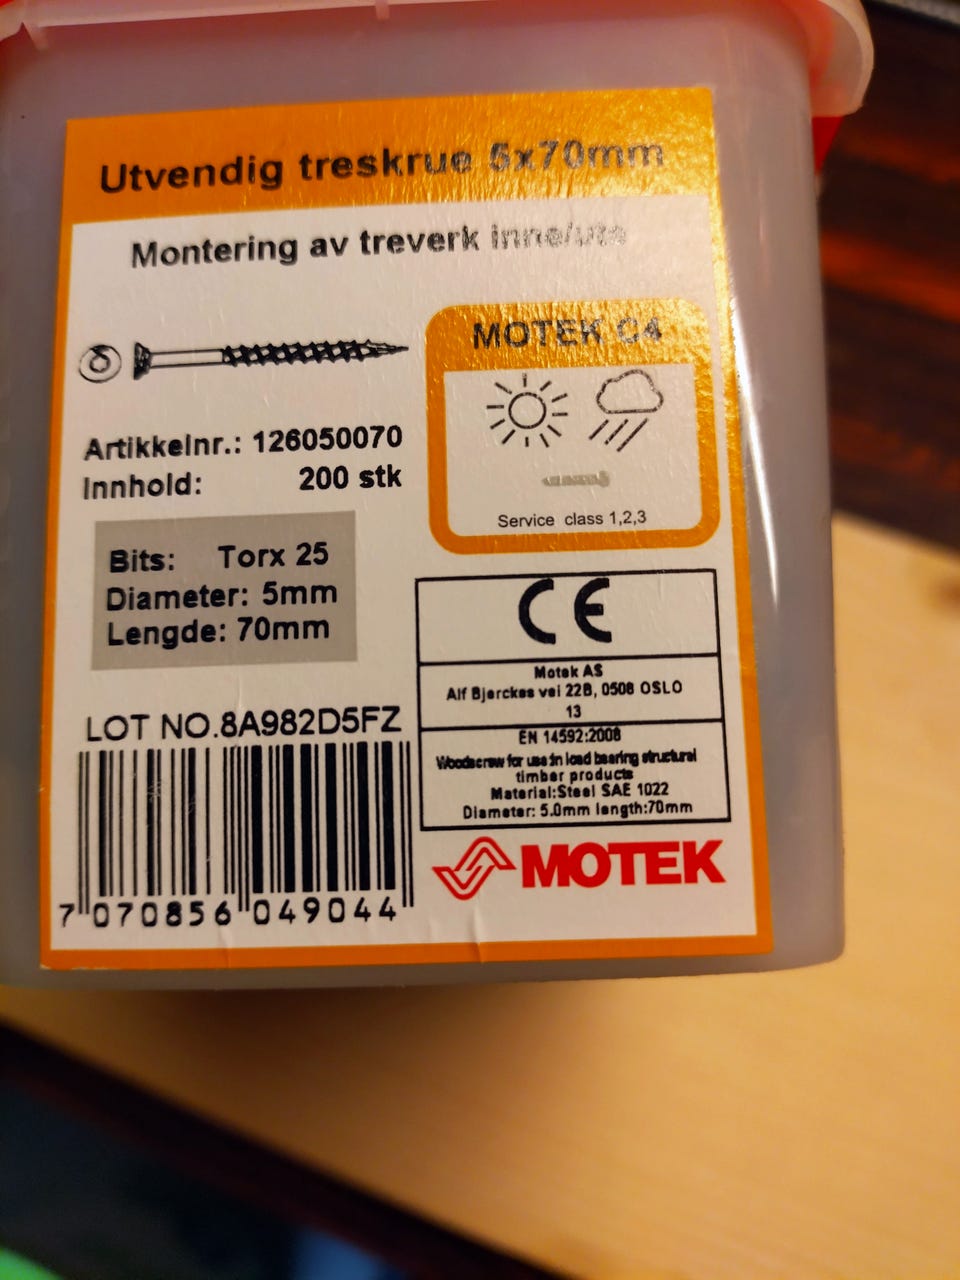 Utvendig treskrue 5x70mm
Montering av treverk inne/ute
MOTEK C4
Service class 1,2,3
Artikkelnr.: 126050070
Innhold: 200 stk
Bits: Torx 25
Diameter: 5mm
Lengde: 70mm
CE
Motek AS
Alf Bjerckes vei 22B, 0508 OSLO
13
EN 14592:2008
Woodscrew for use in load bearing structural
timber products
Material:Steel SAE 1022
Diameter: 5.0mm length:70mm
LOT NO.8A982D5FZ
7 070856 049044
MOTEK